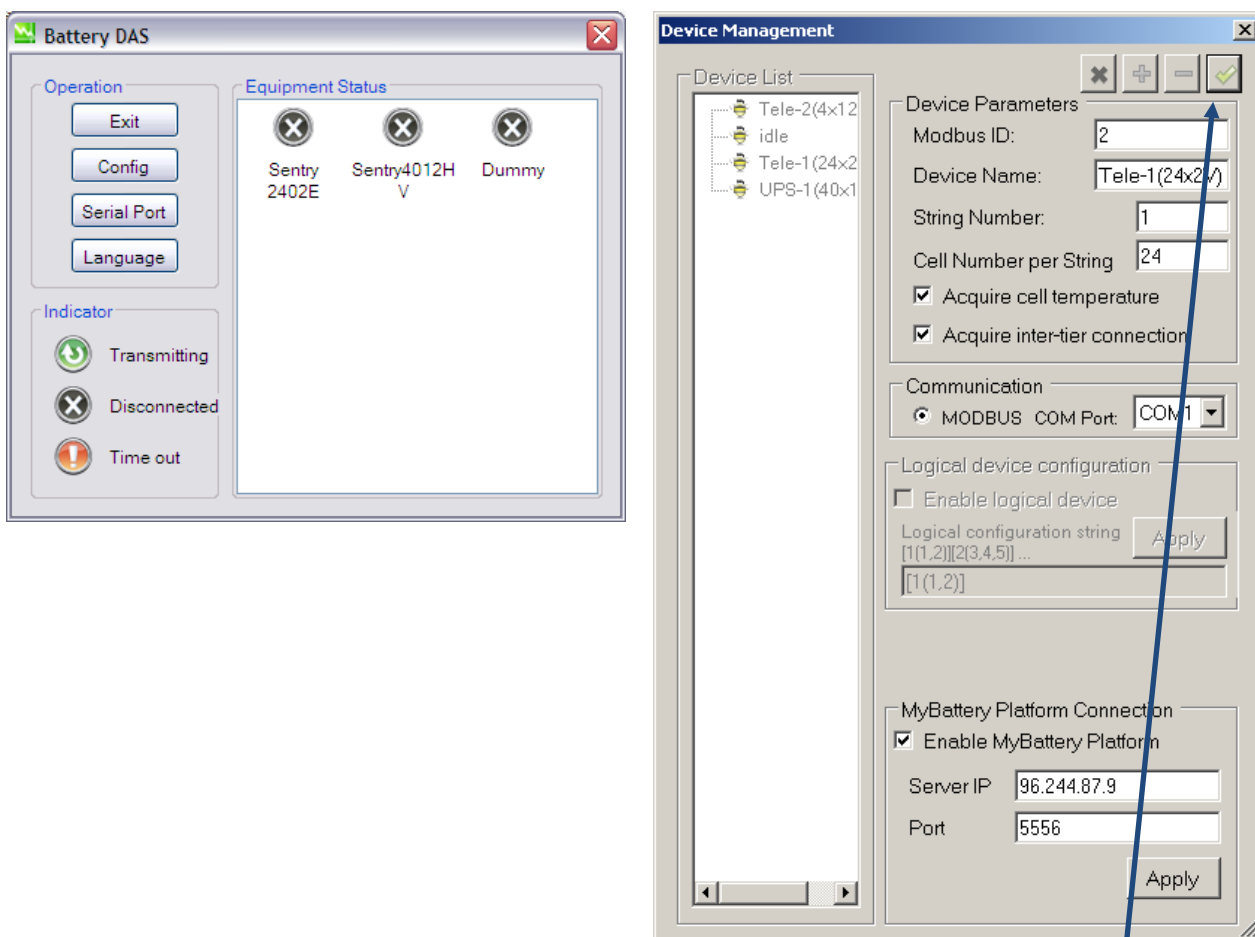 Battery DAS
Operation
Exit
Config
Serial Port
Language
Indicator
Transmitting
Disconnected
Time out
Equipment Status
Sentry
2402E
Sentry4012H
V
Dummy
Device Management
Device List
Tele-2(4x12
idle
Tele-1(24x2
UPS-1(40x1
Device Parameters
Modbus ID: 2
Device Name: Tele-1(24x2V)
String Number: 1
Cell Number per String 24
Acquire cell temperature
Acquire inter-tier connection
Communication
MODBUS COM Port: COM1
Logical device configuration
Enable logical device
Logical configuration string
[1(1,2)][2(3,4,5)] ...
Apply
[1(1,2)]
MyBattery Platform Connection
Enable MyBattery Platform
Server IP 96.244.87.9
Port 5556
Apply